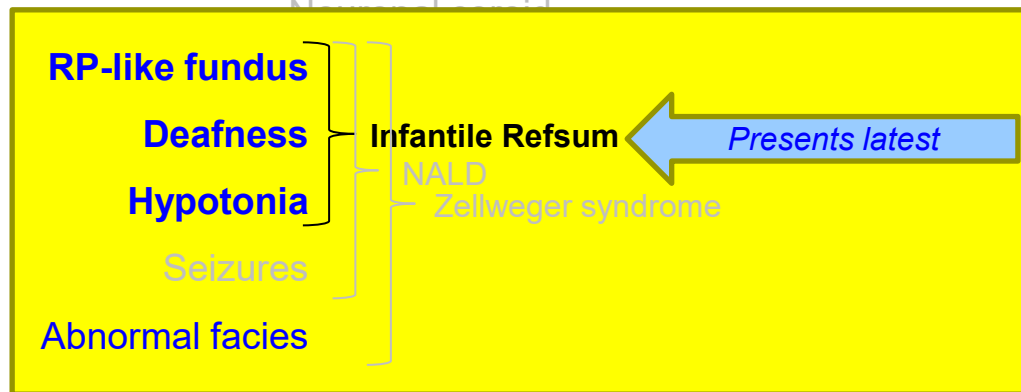 RP-like fundus
Deafness
Infantile Refsum
Presents latest
NALD
Hypotonia
Zellweger syndrome
Seizures
Abnormal facies